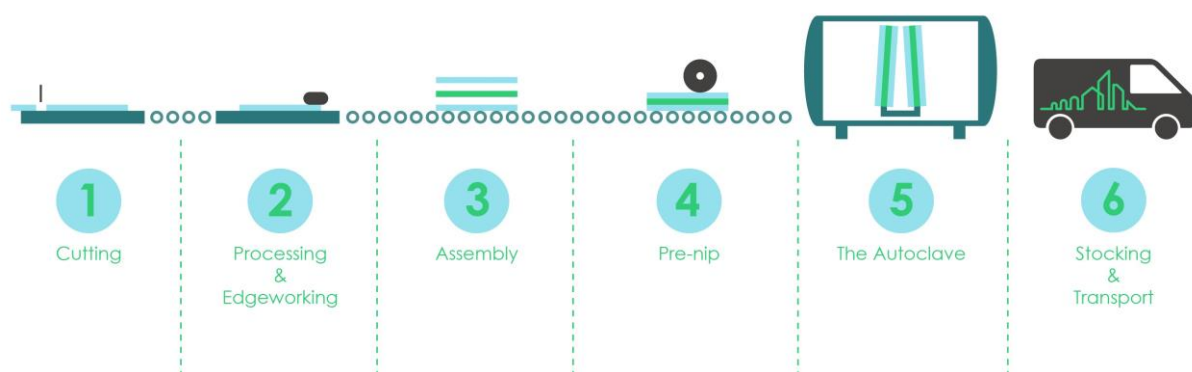 1
Cutting
2
Processing
&
Edgeworking
3
Assembly
4
Pre-nip
5
The Autoclave
6
Stocking
&
Transport